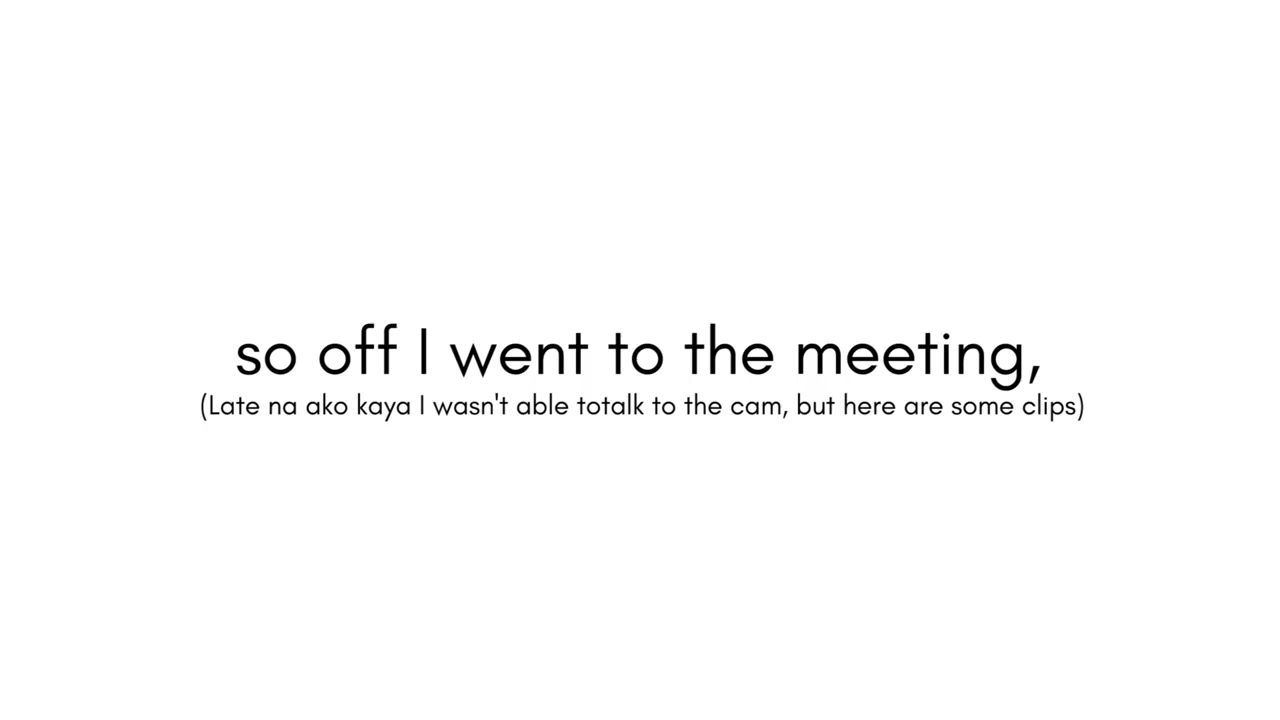 so off I went to the meeting,
(Late na ako kaya I wasn't able totalk to the cam, but here are some clips)